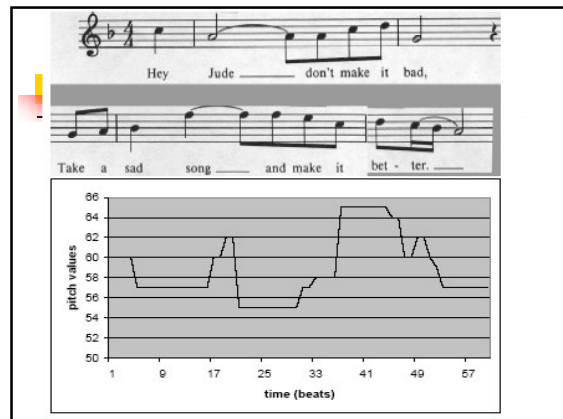 Hey Jude don't make it bad,
Take a sad song and make it bet - ter.
66
64
62
60
58
56
54
52
50
pitch values
1 9 17 25 33 41 49 57
time (beats)